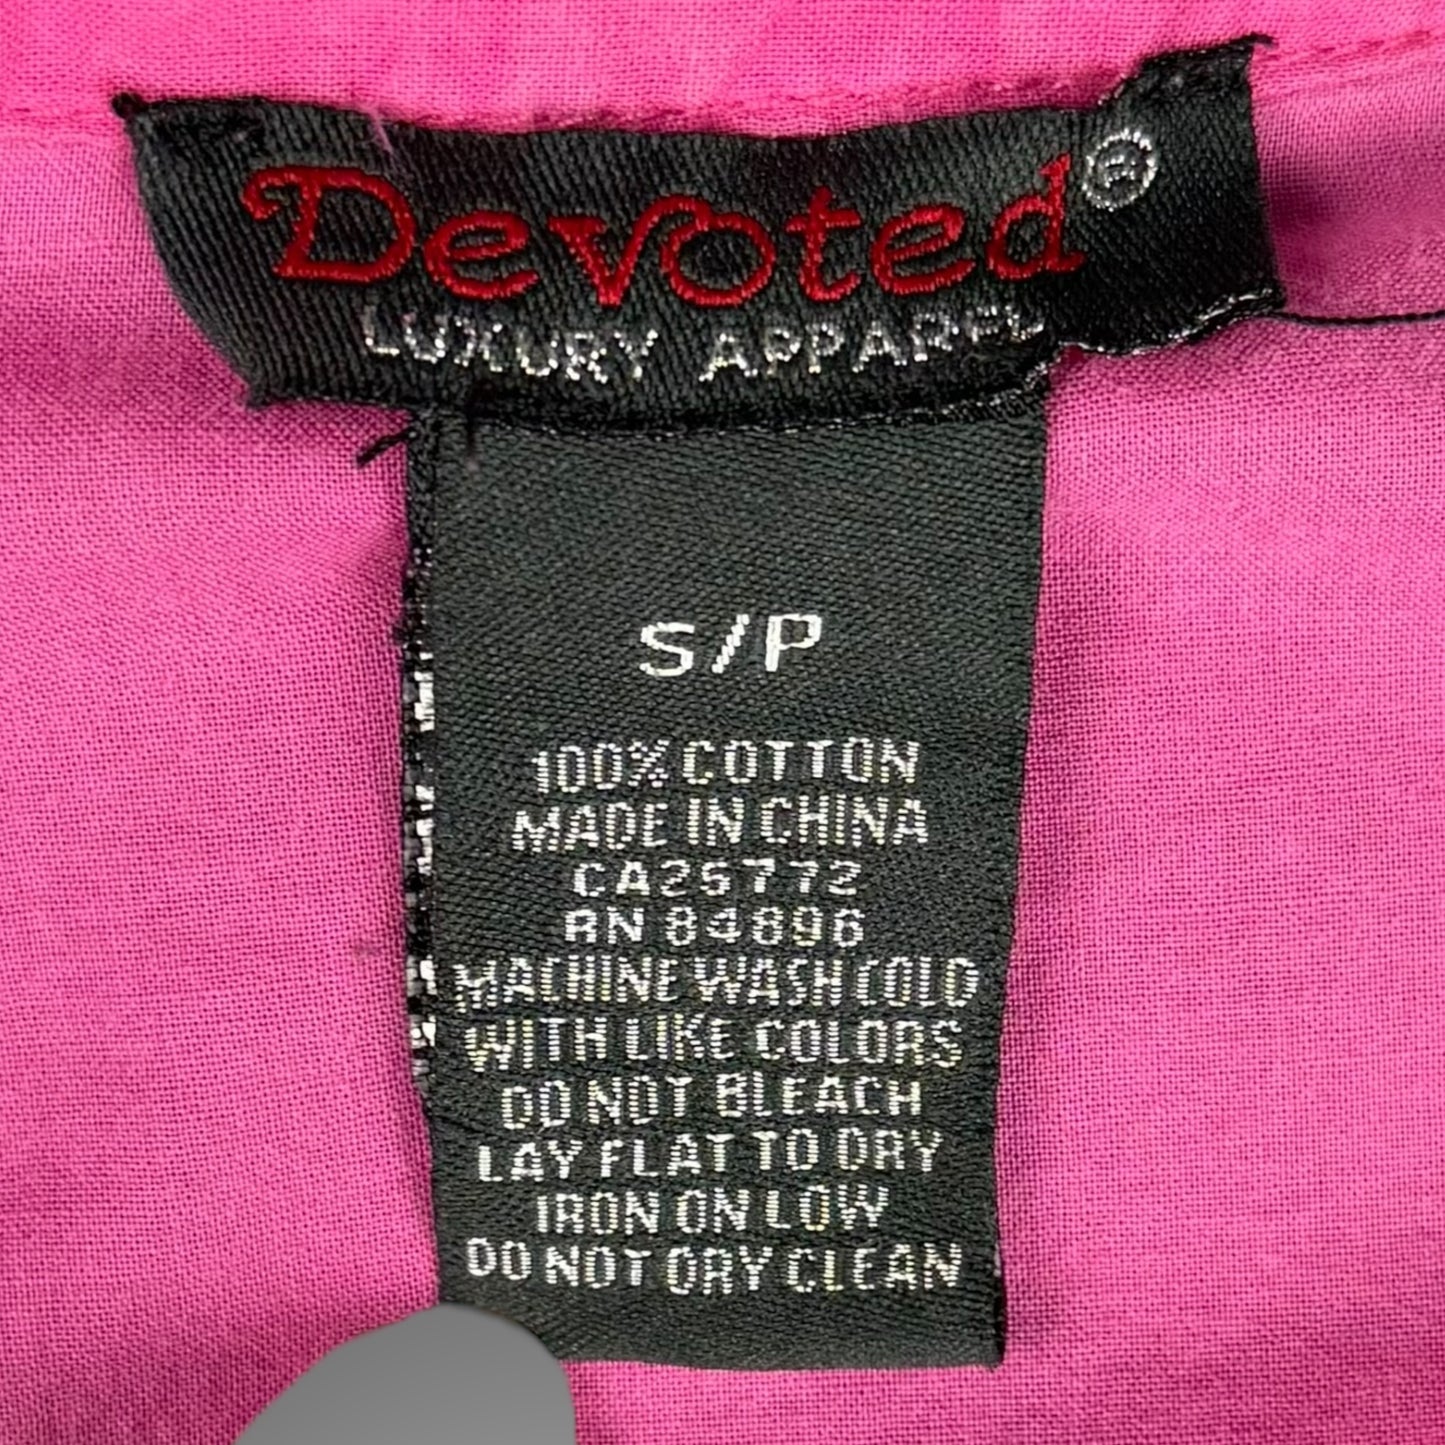 Devoted®
LUXURY APPAREL
S/P
100% COTTON
MADE IN CHINA
CA25772
RN 84896
MACHINE WASH COLD
WITH LIKE COLORS
DO NOT BLEACH
LAY FLAT TO DRY
IRON ON LOW
DO NOT DRY CLEAN